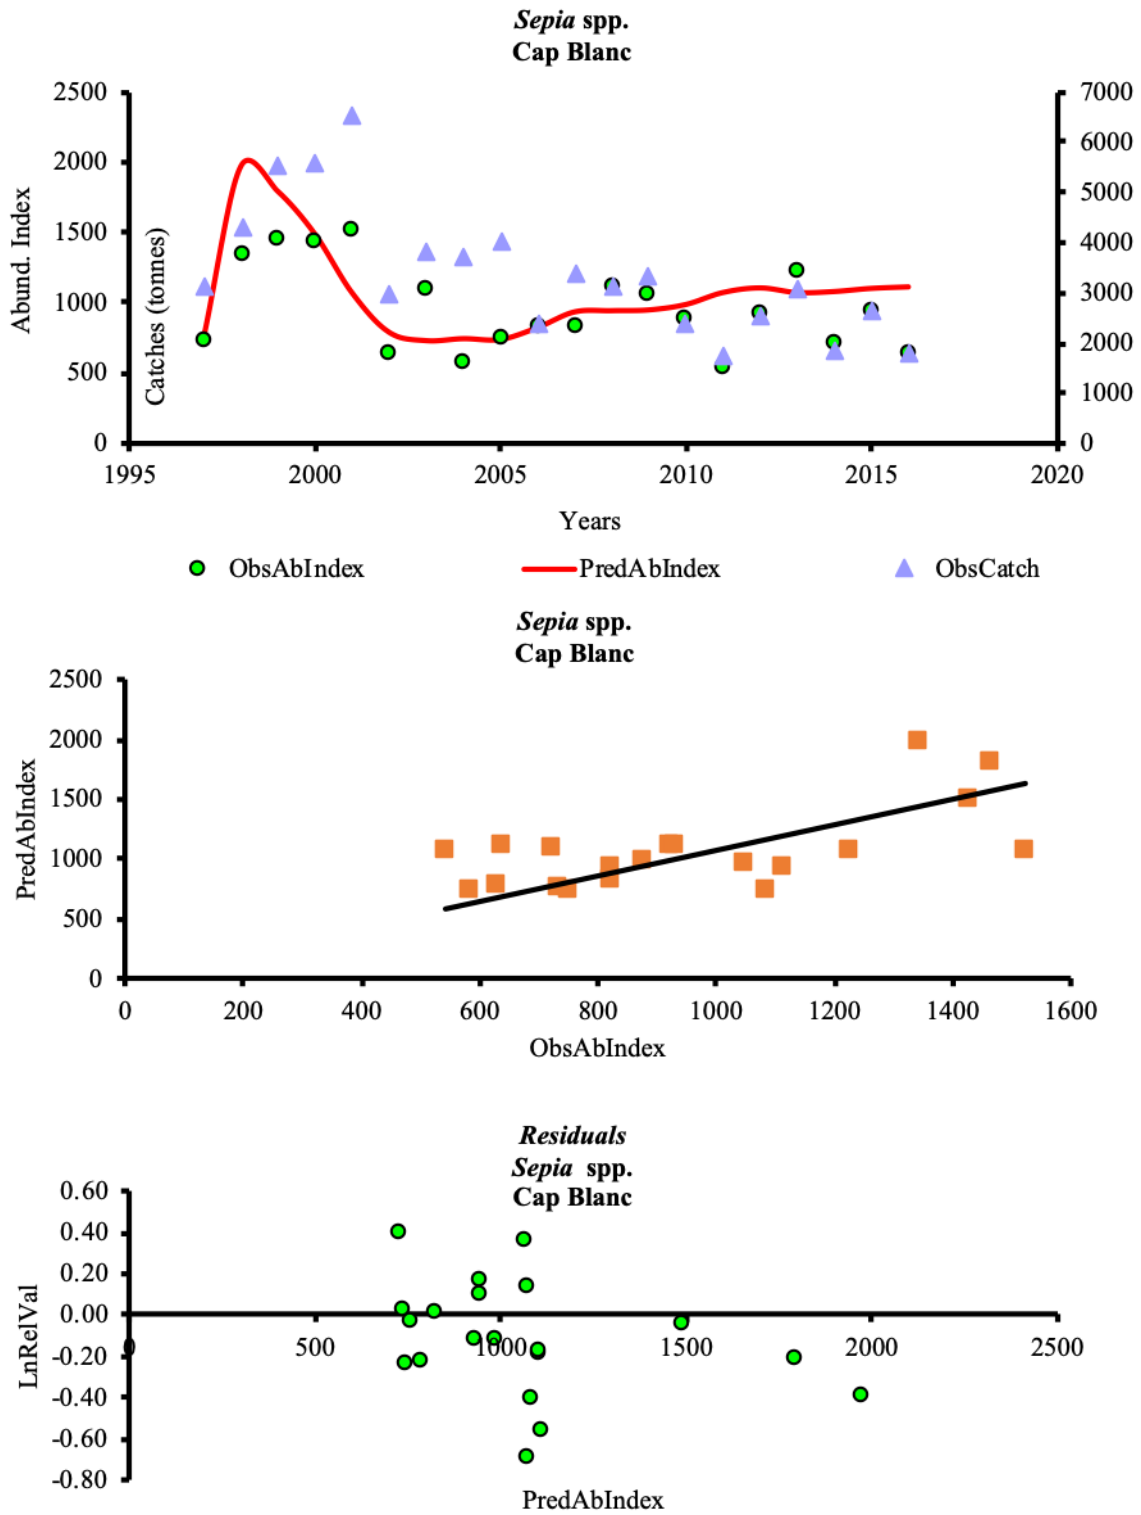 Sepia spp.
Cap Blanc
2500
2000
1500
1000
500
0
Abund. Index
Catches (tonnes)
7000
6000
5000
4000
3000
2000
1000
0
1995 2000 2005 2010 2015 2020
Years
ObsAbIndex PredAbIndex ObsCatch
Sepia spp.
Cap Blanc
2500
2000
1500
1000
500
0
PredAbIndex
0 200 400 600 800 1000 1200 1400 1600
ObsAbIndex
Residuals
Sepia spp.
Cap Blanc
0.60
0.40
0.20
0.00
-0.20
-0.40
-0.60
-0.80
LnRelVal
0 500 1000 1500 2000 2500
PredAbIndex